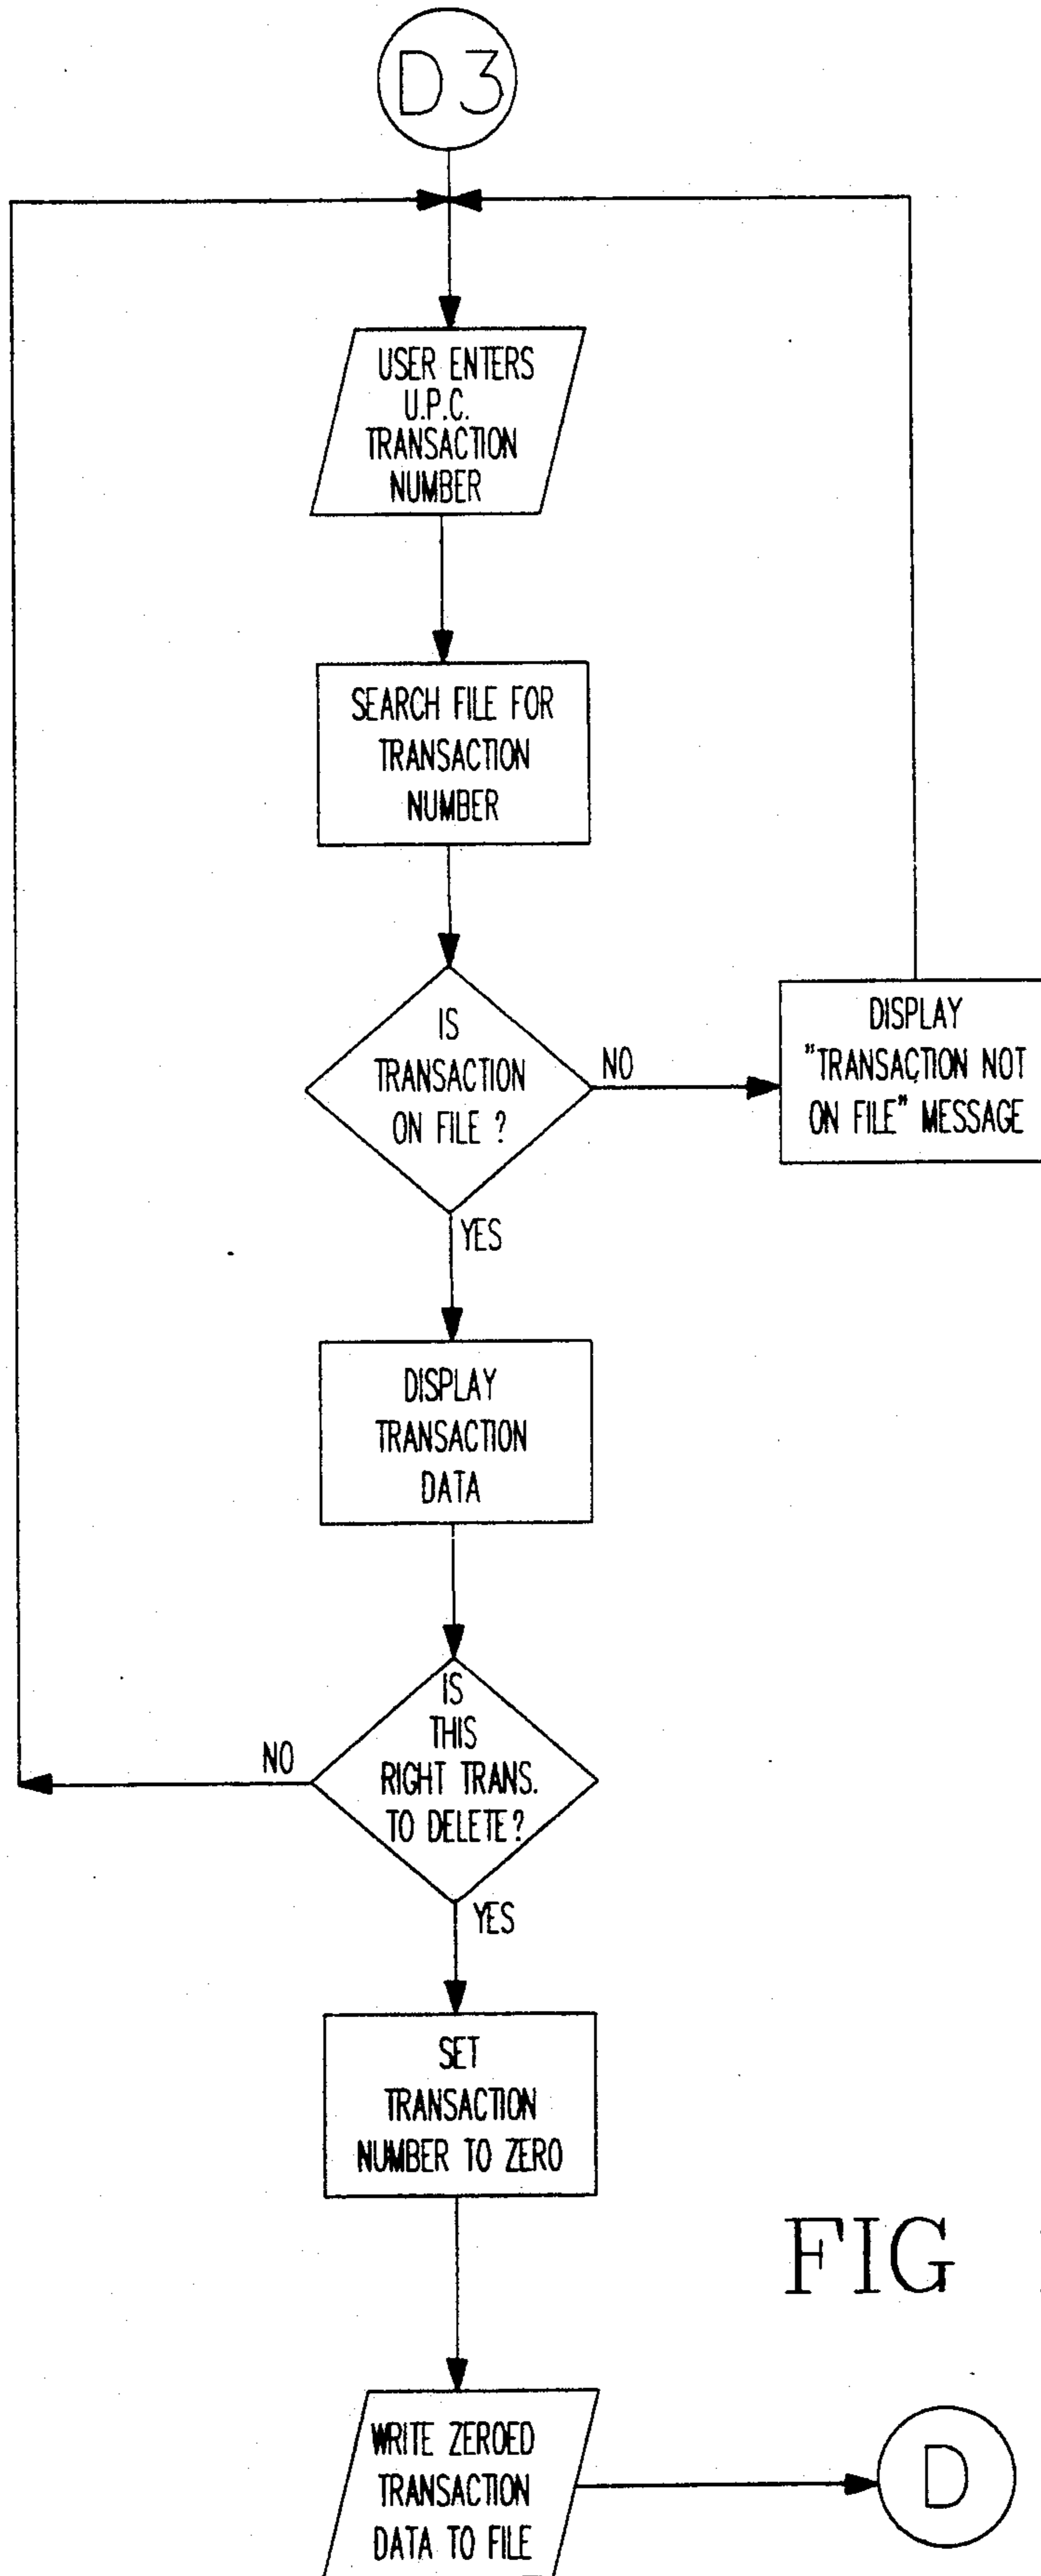 D3
USER ENTERS
U.P.C.
TRANSACTION
NUMBER
SEARCH FILE FOR
TRANSACTION
NUMBER
IS
TRANSACTION
ON FILE ?
NO
DISPLAY
"TRANSACTION NOT
ON FILE" MESSAGE
YES
DISPLAY
TRANSACTION
DATA
IS
THIS
RIGHT TRANS.
TO DELETE?
NO
YES
SET
TRANSACTION
NUMBER TO ZERO
FIG
WRITE ZEROED
TRANSACTION
DATA TO FILE
D